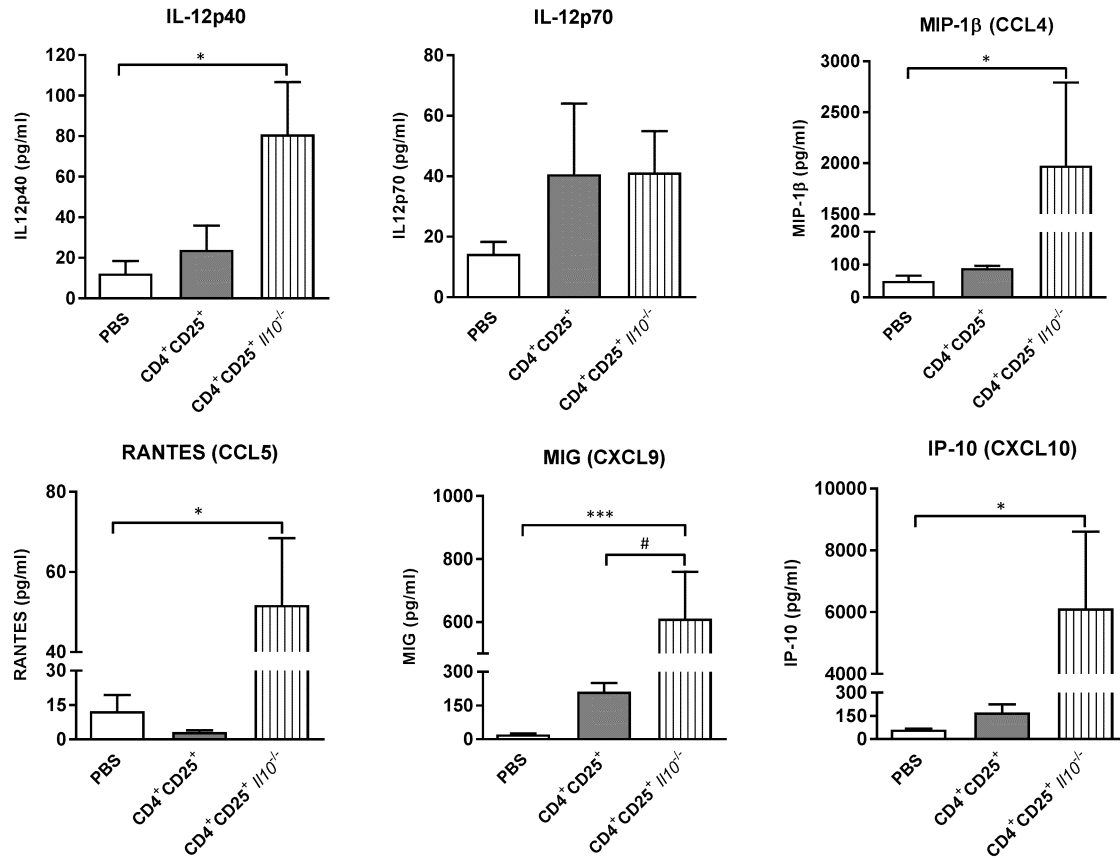 IL-12p40
IL12p40 (pg/ml)
120
100
80
60
40
20
0
*
PBS
CD4⁺CD25⁺
CD4⁺CD25⁺ Il10⁻/⁻
IL-12p70
IL12p70 (pg/ml)
80
60
40
20
0
PBS
CD4⁺CD25⁺
CD4⁺CD25⁺ Il10⁻/⁻
MIP-1β (CCL4)
MIP-1β (pg/ml)
3000
2500
2000
1500
200
100
0
*
PBS
CD4⁺CD25⁺
CD4⁺CD25⁺ Il10⁻/⁻
RANTES (CCL5)
RANTES (pg/ml)
80
60
40
30
15
0
*
PBS
CD4⁺CD25⁺
CD4⁺CD25⁺ Il10⁻/⁻
MIG (CXCL9)
MIG (pg/ml)
1000
800
600
300
150
0
***
#
PBS
CD4⁺CD25⁺
CD4⁺CD25⁺ Il10⁻/⁻
IP-10 (CXCL10)
IP-10 (pg/ml)
10000
8000
6000
4000
300
150
0
*
PBS
CD4⁺CD25⁺
CD4⁺CD25⁺ Il10⁻/⁻